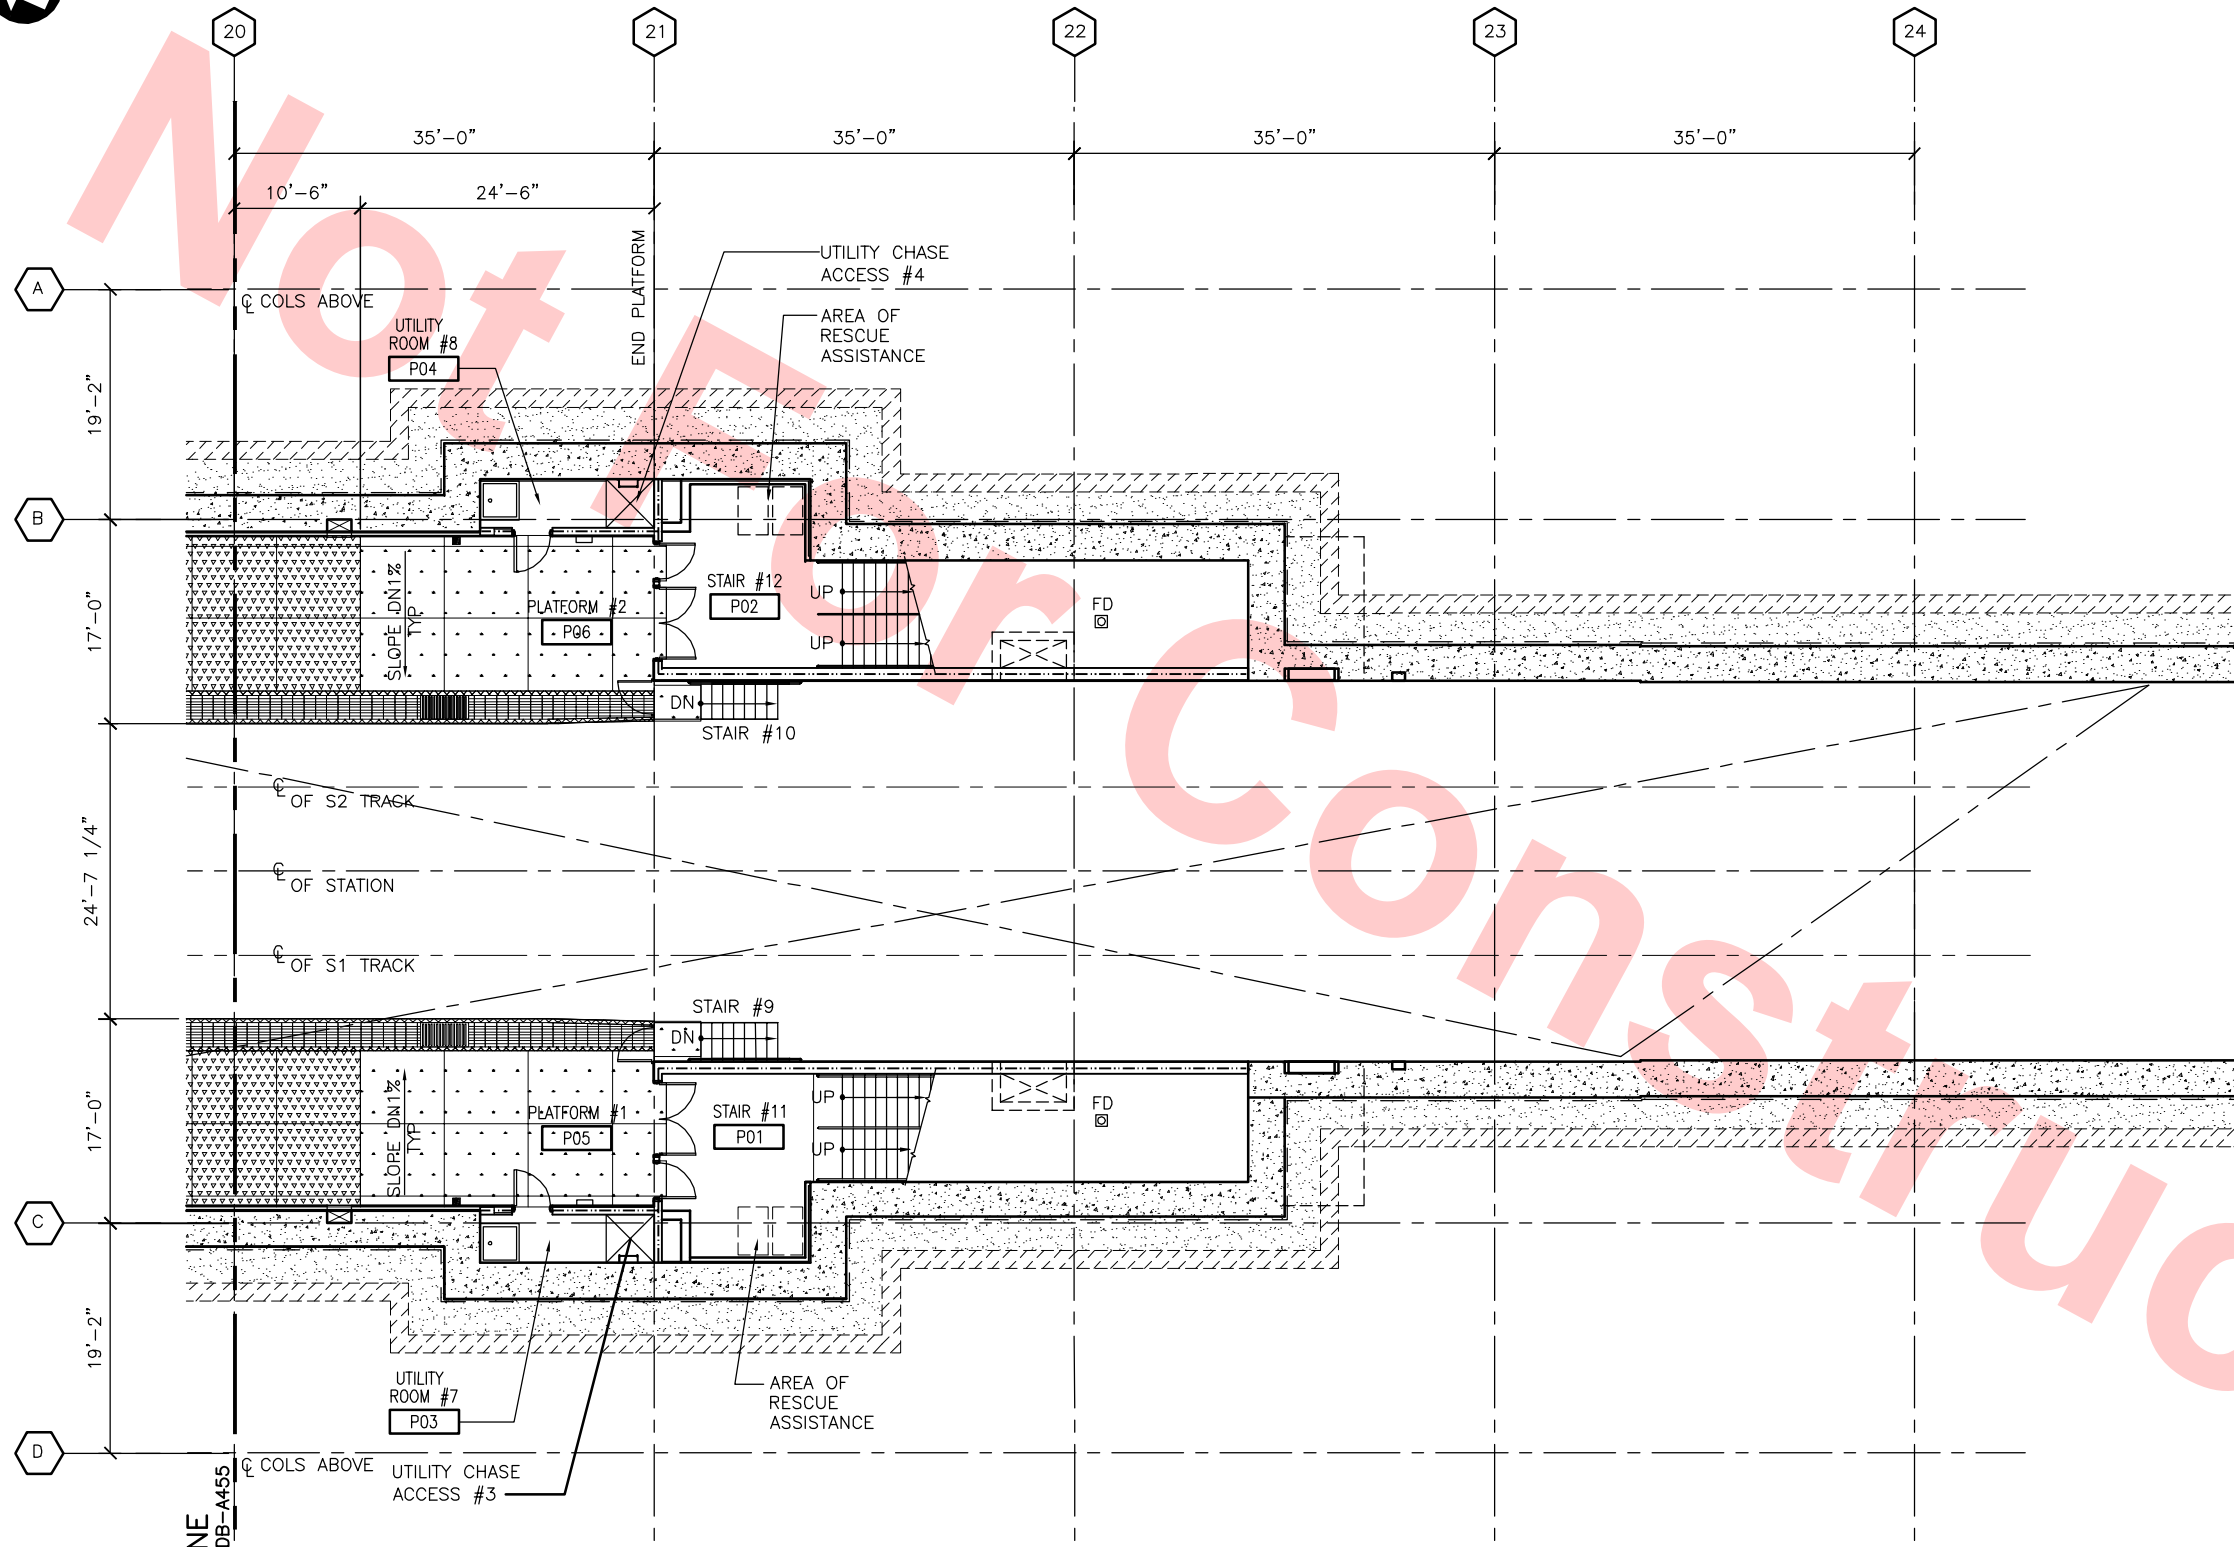 20
21
22
23
24
35'-0"
35'-0"
35'-0"
35'-0"
10'-6"
24'-6"
END PLATFORM
UTILITY CHASE
ACCESS #4
A
℄ COLS ABOVE
AREA OF
RESCUE
ASSISTANCE
UTILITY
ROOM #8
P04
19'-2"
B
SLOPE DN1%
TYP
17'-0"
PLATFORM #2
P06
STAIR #12
P02
UP
UP
FD
DN
STAIR #10
℄ OF S2 TRACK
24'-7 1/4"
℄ OF STATION
℄ OF S1 TRACK
STAIR #9
DN
SLOPE DN1%
TYP
17'-0"
PLATFORM #1
P05
STAIR #11
P01
UP
UP
FD
C
19'-2"
UTILITY
ROOM #7
P03
AREA OF
RESCUE
ASSISTANCE
D
℄ COLS ABOVE
UTILITY CHASE
ACCESS #3
NE
DB-A455
Not For Construc